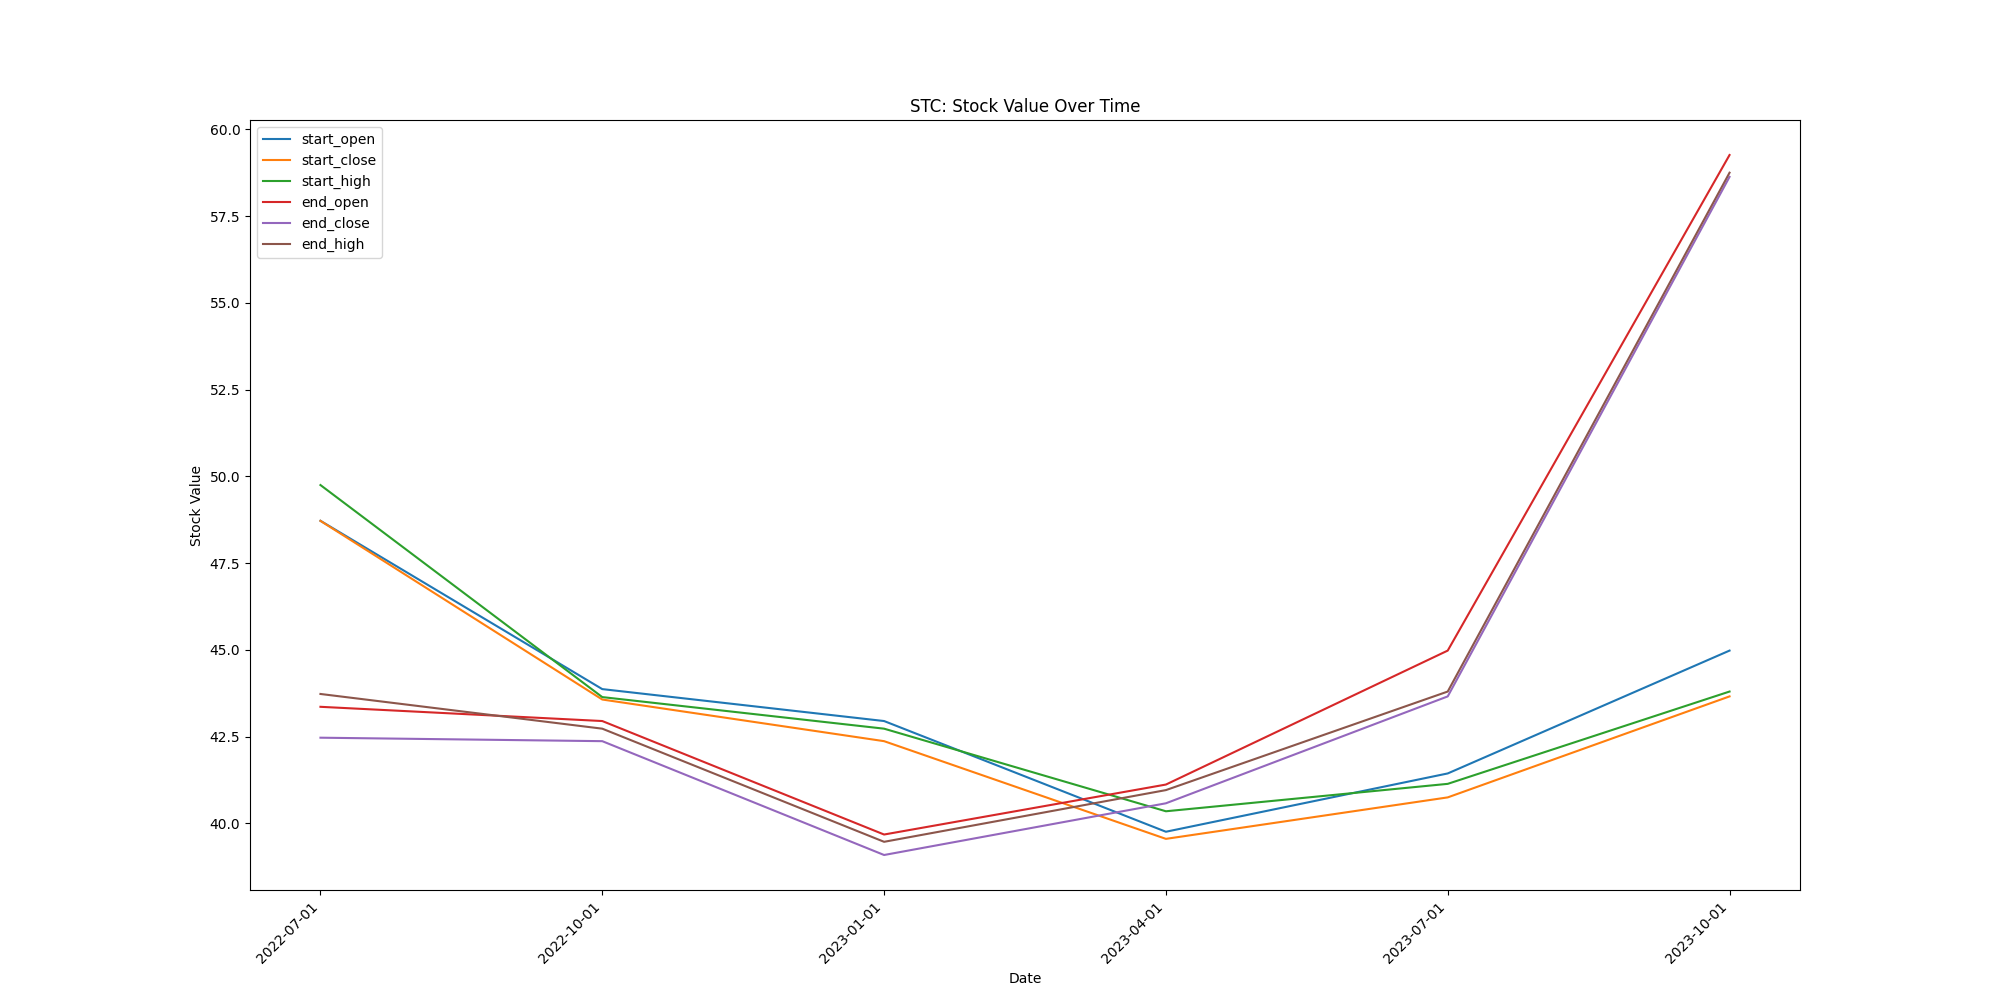 STC: Stock Value Over Time
60.0
57.5
55.0
52.5
50.0
47.5
45.0
42.5
40.0
Stock Value
start_open
start_close
start_high
end_open
end_close
end_high
2022-07-01
2022-10-01
2023-01-01
2023-04-01
2023-07-01
2023-10-01
Date